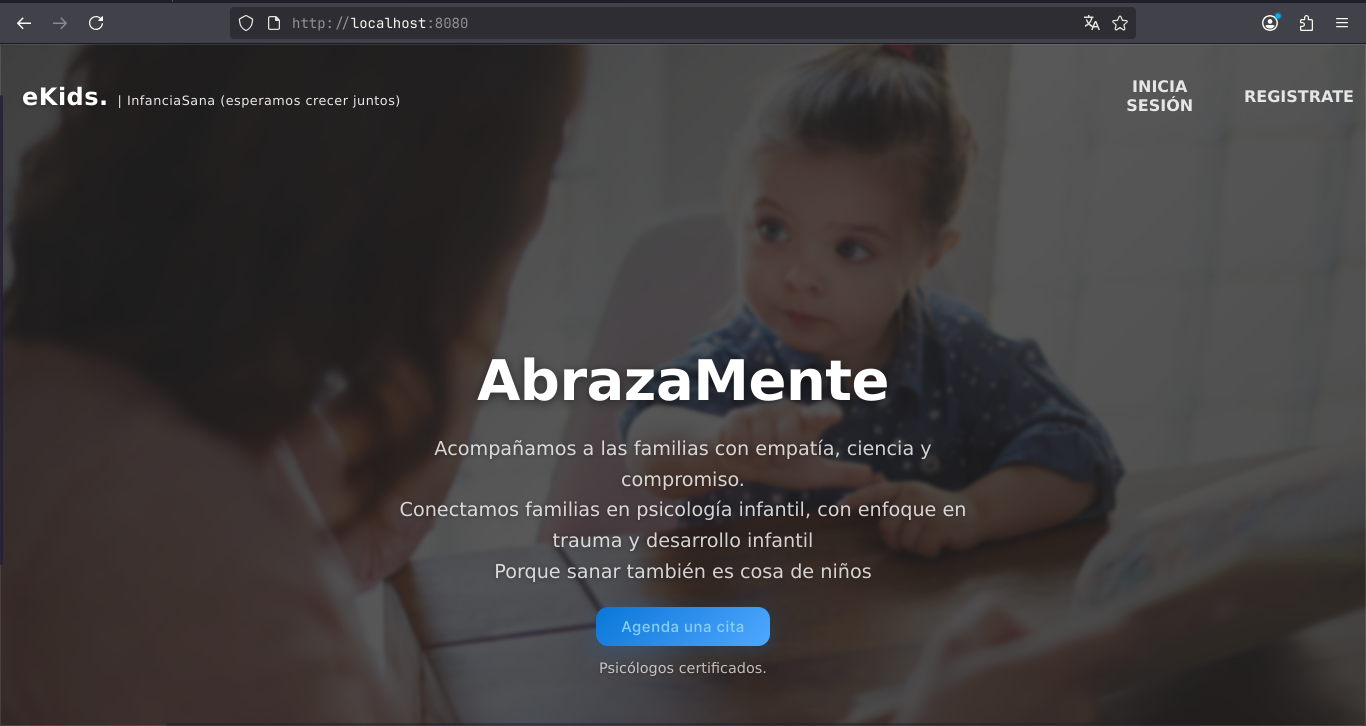 http://localhost:8080
eKids. | InfanciaSana (esperamos crecer juntos)
INICIA
SESIÓN
REGISTRATE
AbrazaMente
Acompañamos a las familias con empatía, ciencia y
compromiso.
Conectamos familias en psicología infantil, con enfoque en
trauma y desarrollo infantil
Porque sanar también es cosa de niños
Agenda una cita
Psicólogos certificados.